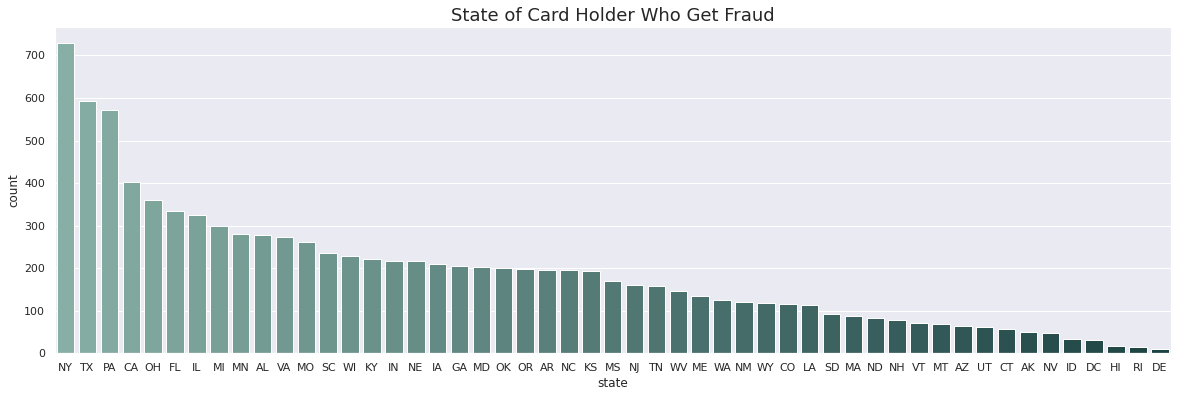 State of Card Holder Who Get Fraud
700
600
500
400
300
200
100
0
count
NY TX PA CA OH FL IL MI MN AL VA MO SC WI KY IN NE IA GA MD OK OR AR NC KS MS NJ TN WV ME WA NM WY CO LA SD MA ND NH VT MT AZ UT CT AK NV ID DC HI RI DE
state